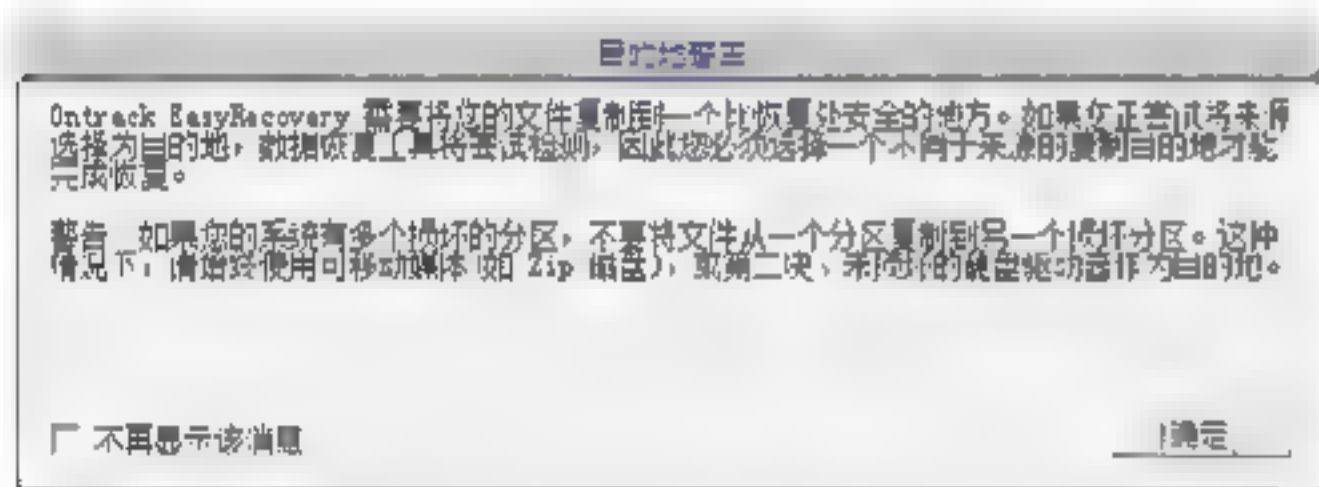 目的地警告
Ontrack EasyRecovery 需要将您的文件复制到一个比恢复处安全的地方。如果您正尝试将来源
选择为目的地，数据恢复工具将尝试检测，因此您必须选择一个不同于来源的复制目的地才能
完成恢复。
警告，如果您的系统有多个损坏的分区，不要将文件从一个分区复制到另一个损坏分区。这种
情况下，请始终使用可移动媒体(如 Zip 磁盘)，或第二块、未损坏的硬盘驱动器作为目的地。
不再显示该消息
确定